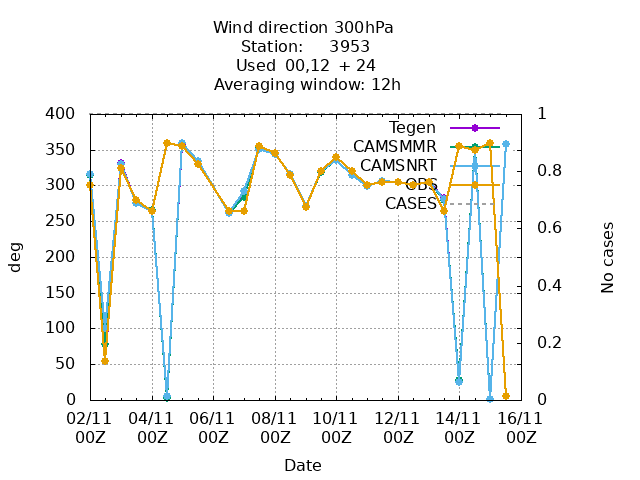 Wind direction 300hPa
Station: 3953
Used 00,12 + 24
Averaging window: 12h
400 1
350
300 0.8
250
0.6
200
150 0.4
100
0.2
50
0 0
deg
No cases
Tegen
CAMSMMR
CAMSNRT
OBS
CASES
02/11 04/11 06/11 08/11 10/11 12/11 14/11 16/11
00Z 00Z 00Z 00Z 00Z 00Z 00Z 00Z
Date